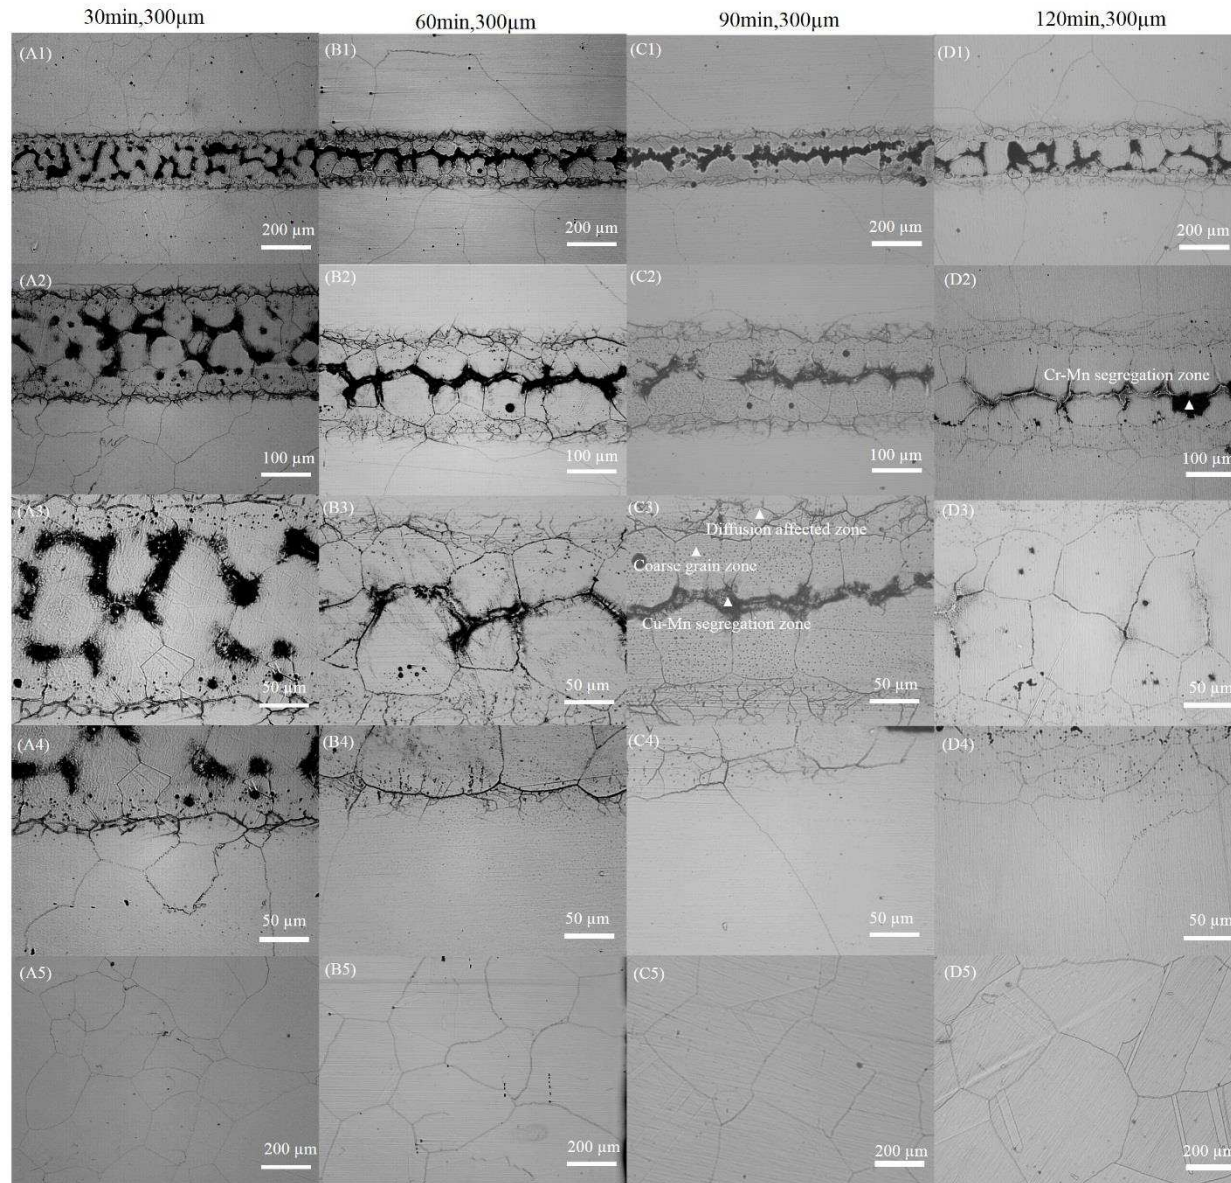 30min,300μm
60min,300μm
90min,300μm
120min,300μm
(A1)
200 μm
(B1)
200 μm
(C1)
200 μm
(D1)
200 μm
(A2)
100 μm
(B2)
100 μm
(C2)
100 μm
(D2)
Cr-Mn segregation zone
100 μm
(A3)
50 μm
(B3)
50 μm
(C3)
Diffusion affected zone
Coarse grain zone
Cu-Mn segregation zone
50 μm
(D3)
50 μm
(A4)
50 μm
(B4)
50 μm
(C4)
50 μm
(D4)
50 μm
(A5)
200 μm
(B5)
200 μm
(C5)
200 μm
(D5)
200 μm